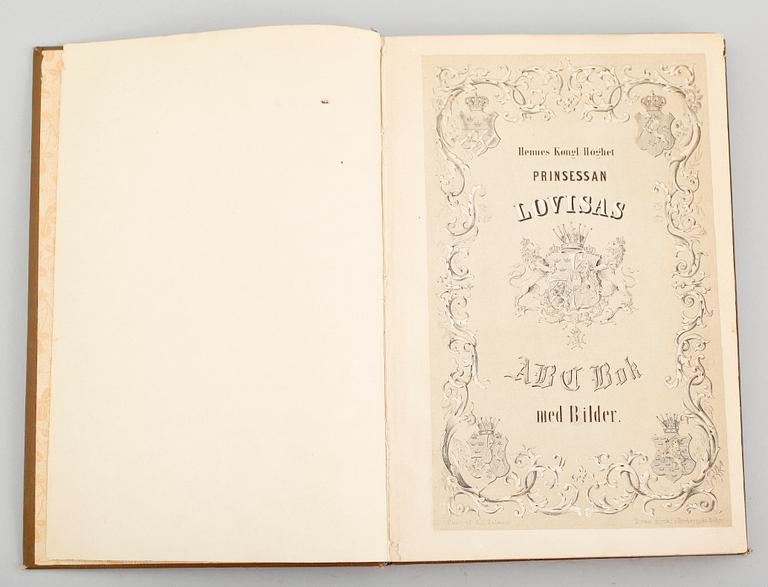 Hennes Kongl Höghet
PRINSESSAN
LOVISAS
ABC Bok
med Bilder.